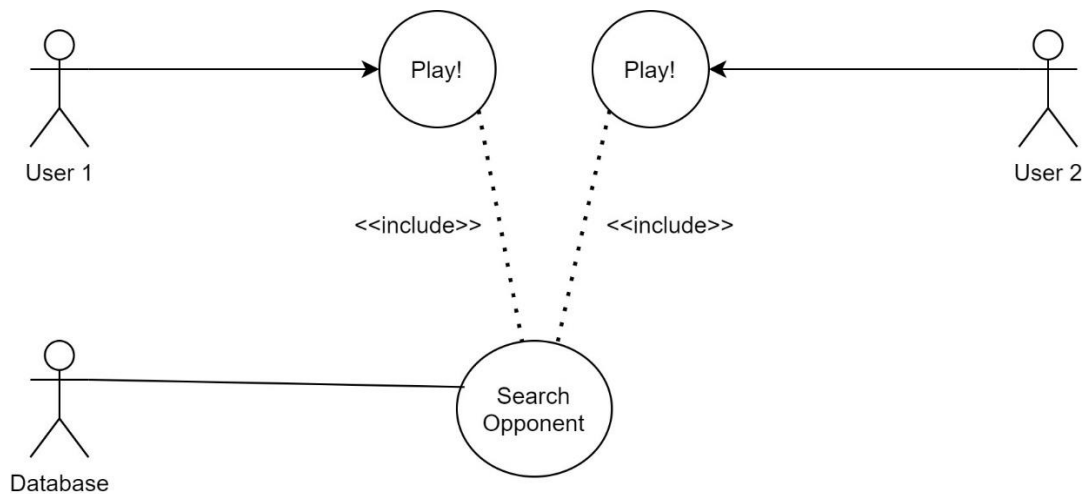 Play!
Play!
User 1
User 2
<<include>>
<<include>>
Search
Opponent
Database